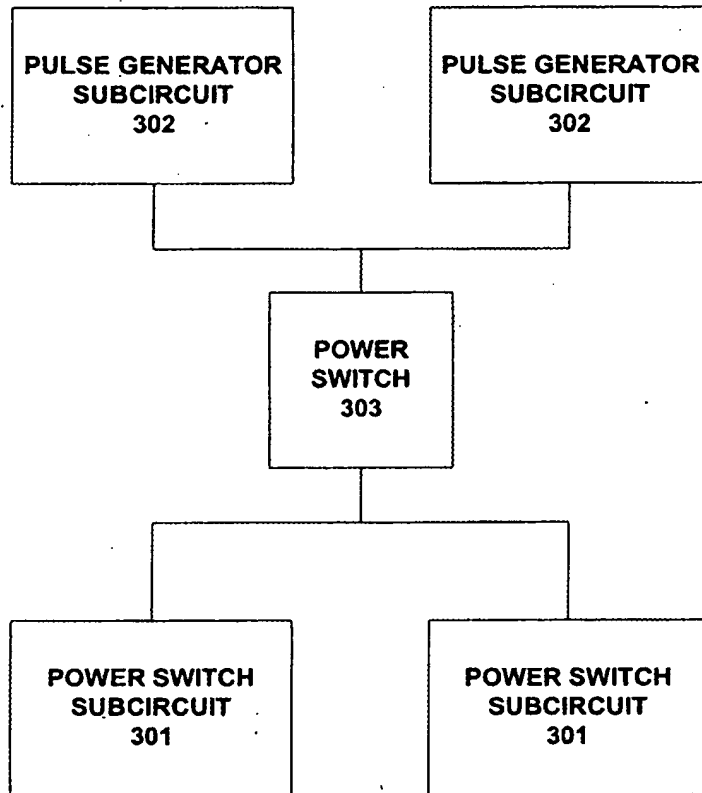 PULSE GENERATOR
SUBCIRCUIT
302
PULSE GENERATOR
SUBCIRCUIT
302
POWER
SWITCH
303
POWER SWITCH
SUBCIRCUIT
301
POWER SWITCH
SUBCIRCUIT
301